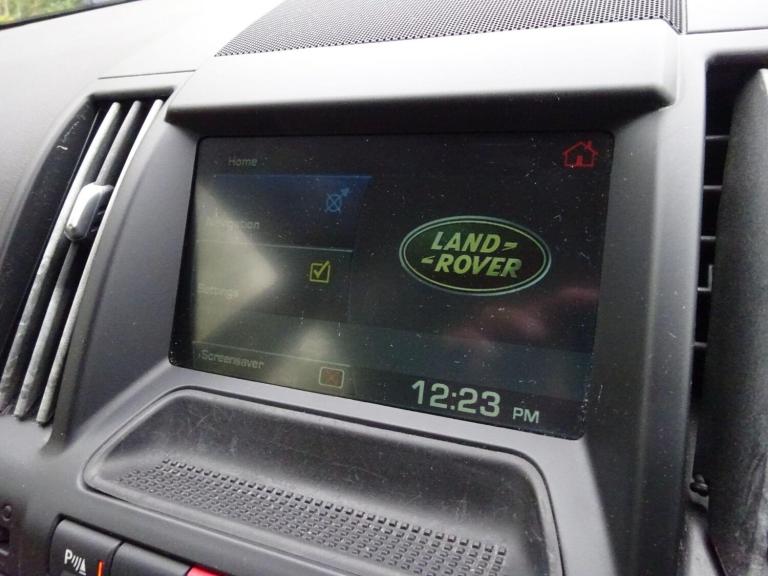 Home
Navigation
LAND-
-ROVER
Settings
Screensaver
12:23 PM
P